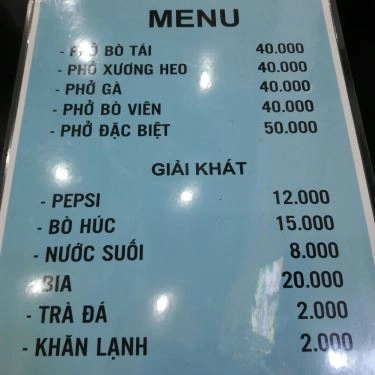 MENU
- PHỞ BÒ TÁI 40.000
- PHỞ XƯƠNG HEO 40.000
- PHỞ GÀ 40.000
- PHỞ BÒ VIÊN 40.000
- PHỞ ĐẶC BIỆT 50.000
GIẢI KHÁT
- PEPSI 12.000
- BÒ HÚC 15.000
- NƯỚC SUỐI 8.000
- BIA 20.000
- TRÀ ĐÁ 2.000
- KHĂN LẠNH 2.000